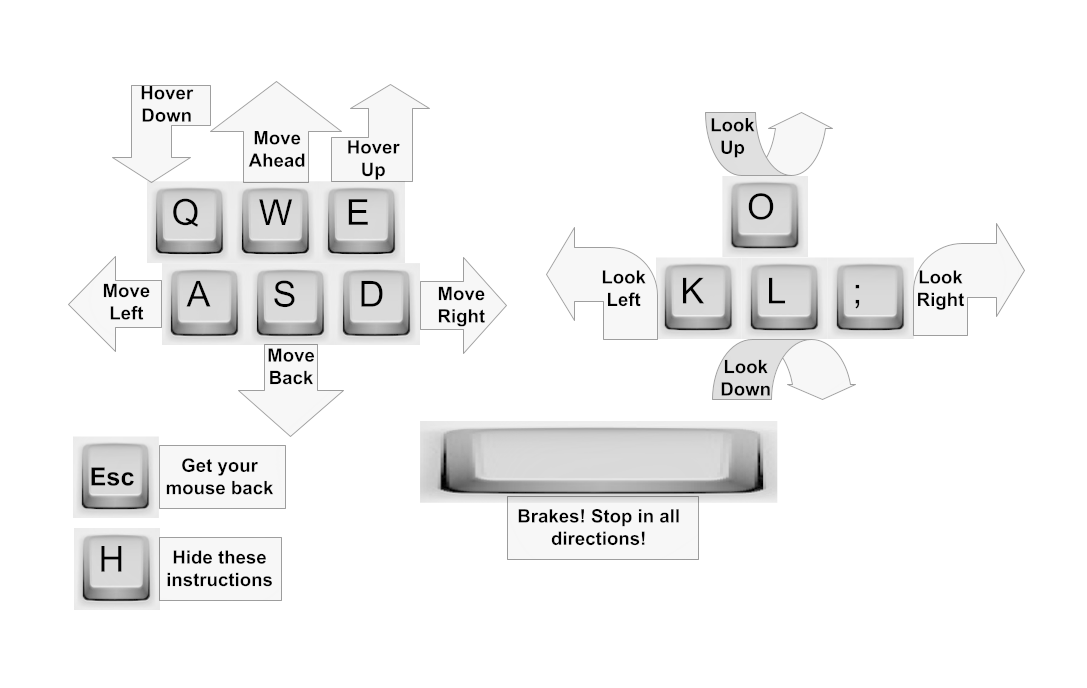 Hover
Down
Move
Ahead
Hover
Up
Q
W
E
Move
Left
A
S
D
Move
Right
Move
Back
Look
Up
O
Look
Left
K
L
;
Look
Right
Look
Down
Esc
Get your
mouse back
H
Hide these
instructions
Brakes! Stop in all
directions!